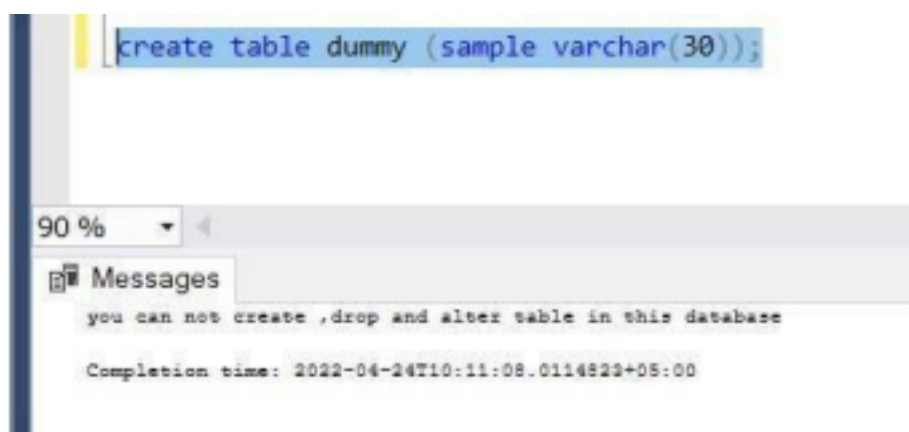 create table dummy (sample varchar(30));
90 %
Messages
you can not create ,drop and alter table in this database
Completion time: 2022-04-24T10:11:08.0114823+05:00